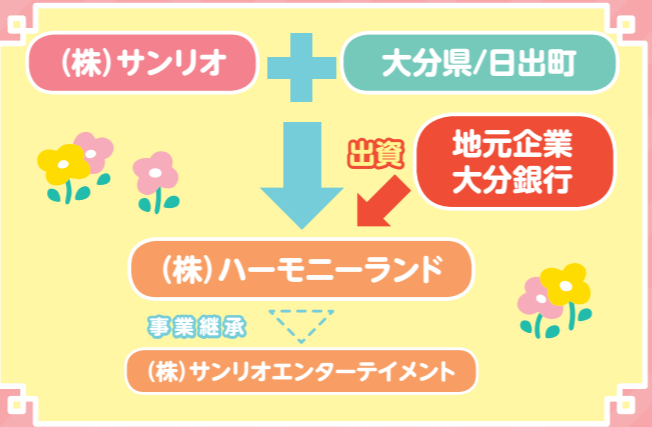 (株)サンリオ
大分県/日出町
出資
地元企業
大分銀行
(株)ハーモニーランド
事業継承
(株)サンリオエンターテイメント